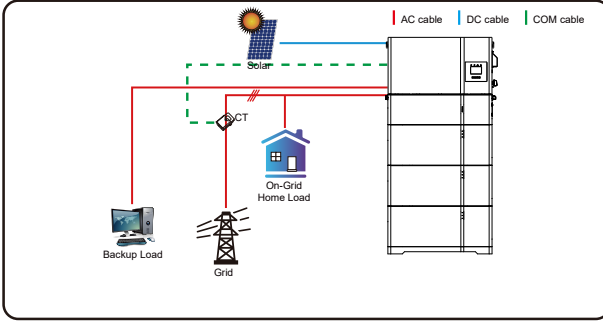 AC cable
DC cable
COM cable
Solar
CT
On-Grid
Home Load
Backup Load
Grid